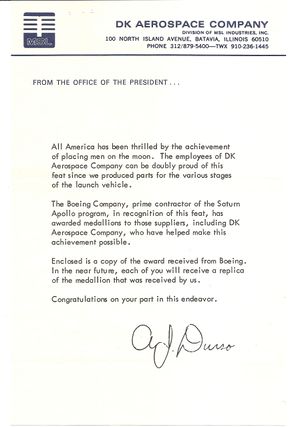 MSL
DK AEROSPACE COMPANY
DIVISION OF MSL INDUSTRIES, INC.
100 NORTH ISLAND AVENUE, BATAVIA, ILLINOIS 60510
PHONE 312/879-5400—TWX 910-236-1445
FROM THE OFFICE OF THE PRESIDENT...
All America has been thrilled by the achievement
of placing men on the moon. The employees of DK
Aerospace Company can be doubly proud of this
feat since we produced parts for the various stages
of the launch vehicle.
The Boeing Company, prime contractor of the Saturn
Apollo program, in recognition of this feat, has
awarded medallions to those suppliers, including DK
Aerospace Company, who have helped make this
achievement possible.
Enclosed is a copy of the award received from Boeing.
In the near future, each of you will receive a replica
of the medallion that was received by us.
Congratulations on your part in this endeavor.
A J. Durso